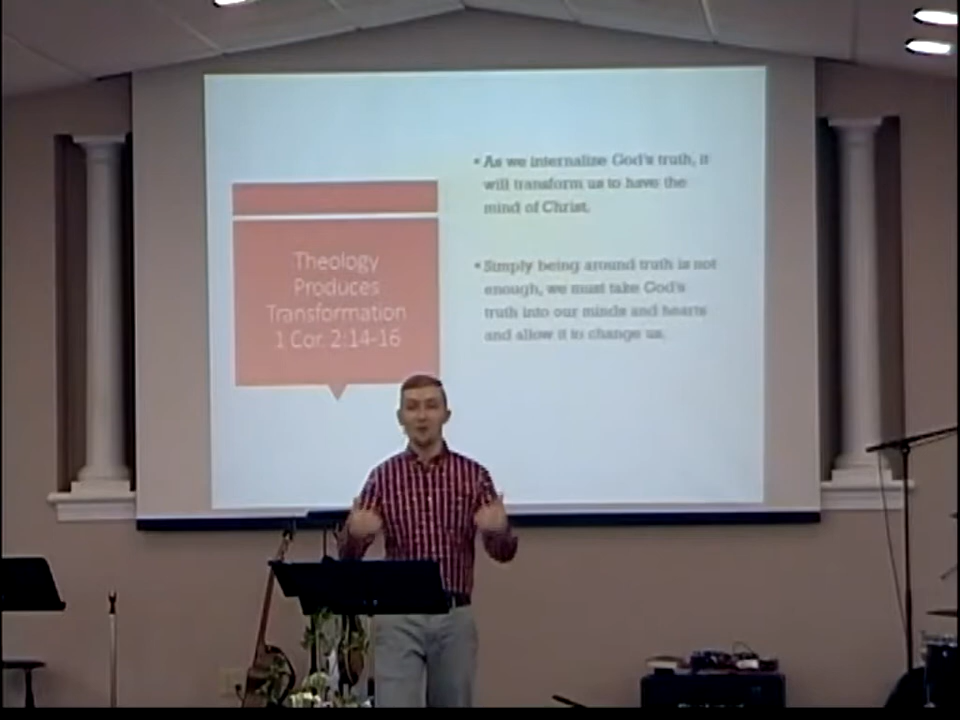 Theology
Produces
Transformation
1 Cor. 2:14-16
• As we internalize God's truth, it
will transform us to have the
mind of Christ.
• Simply being around truth is not
enough, we must take God's
truth into our minds and hearts
and allow it to change us.